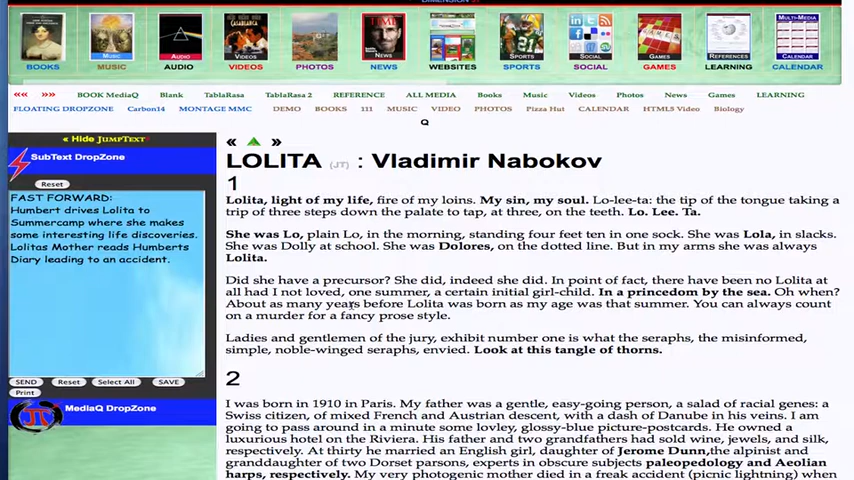 BOOKS
MUSIC
AUDIO
VIDEOS
PHOTOS
NEWS
WEBSITES
SPORTS
SOCIAL
GAMES
LEARNING
CALENDAR
«« »» BOOK MediaQ Blank TablaRasa TablaRasa 2 REFERENCE ALL MEDIA Books Music Videos Photos News Games LEARNING
FLOATING DROPZONE Carbon14 MONTAGE MMC DEMO BOOKS 111 MUSIC VIDEO PHOTOS Pizza Hut CALENDAR HTML5 Video Biology
Q
« Hide JUMPTEXT
SubText DropZone
Reset
FAST FORWARD:
Humbert drives Lolita to
Summercamp where she makes
some interesting life discoveries.
Lolitas Mother reads Humberts
Diary leading to an accident.
SEND Reset Select All SAVE
Print
MediaQ DropZone
« »
LOLITA (JT) : Vladimir Nabokov
1
Lolita, light of my life, fire of my loins. My sin, my soul. Lo-lee-ta: the tip of the tongue taking a
trip of three steps down the palate to tap, at three, on the teeth. Lo. Lee. Ta.
She was Lo, plain Lo, in the morning, standing four feet ten in one sock. She was Lola, in slacks.
She was Dolly at school. She was Dolores, on the dotted line. But in my arms she was always
Lolita.
Did she have a precursor? She did, indeed she did. In point of fact, there have been no Lolita at
all had I not loved, one summer, a certain initial girl-child. In a princedom by the sea. Oh when?
About as many years before Lolita was born as my age was that summer. You can always count
on a murder for a fancy prose style.
Ladies and gentlemen of the jury, exhibit number one is what the seraphs, the misinformed,
simple, noble-winged seraphs, envied. Look at this tangle of thorns.
2
I was born in 1910 in Paris. My father was a gentle, easy-going person, a salad of racial genes: a
Swiss citizen, of mixed French and Austrian descent, with a dash of Danube in his veins. I am
going to pass around in a minute some lovley, glossy-blue picture-postcards. He owned a
luxurious hotel on the Riviera. His father and two grandfathers had sold wine, jewels, and silk,
respectively. At thirty he married an English girl, daughter of Jerome Dunn,the alpinist and
granddaughter of two Dorset parsons, experts in obscure subjects paleopedology and Aeolian
harps, respectively. My very photogenic mother died in a freak accident (picnic lightning) when